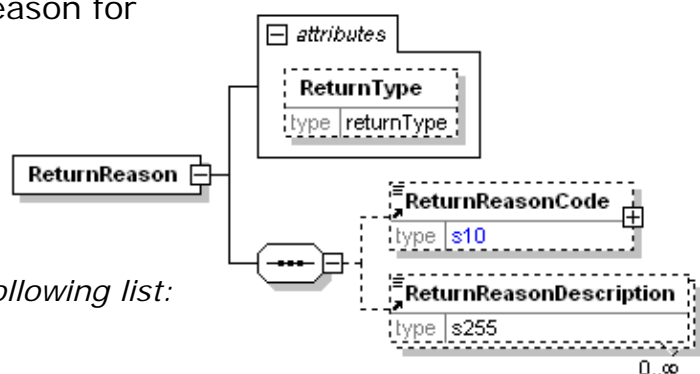 eason for
attributes
ReturnType
type returnType
ReturnReason
ReturnReasonCode
type s10
ollowing list:
ReturnReasonDescription
type s255
0..∞